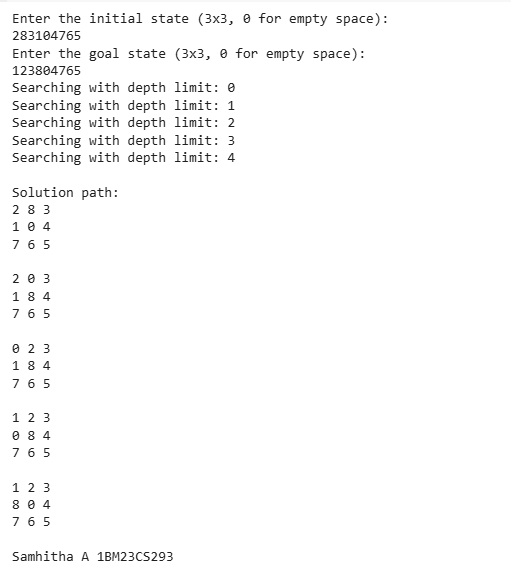 Enter the initial state (3x3, 0 for empty space):
283104765
Enter the goal state (3x3, 0 for empty space):
123804765
Searching with depth limit: 0
Searching with depth limit: 1
Searching with depth limit: 2
Searching with depth limit: 3
Searching with depth limit: 4
Solution path:
2 8 3
1 0 4
7 6 5
2 0 3
1 8 4
7 6 5
0 2 3
1 8 4
7 6 5
1 2 3
0 8 4
7 6 5
1 2 3
8 0 4
7 6 5
Samhitha A 1BM23CS293